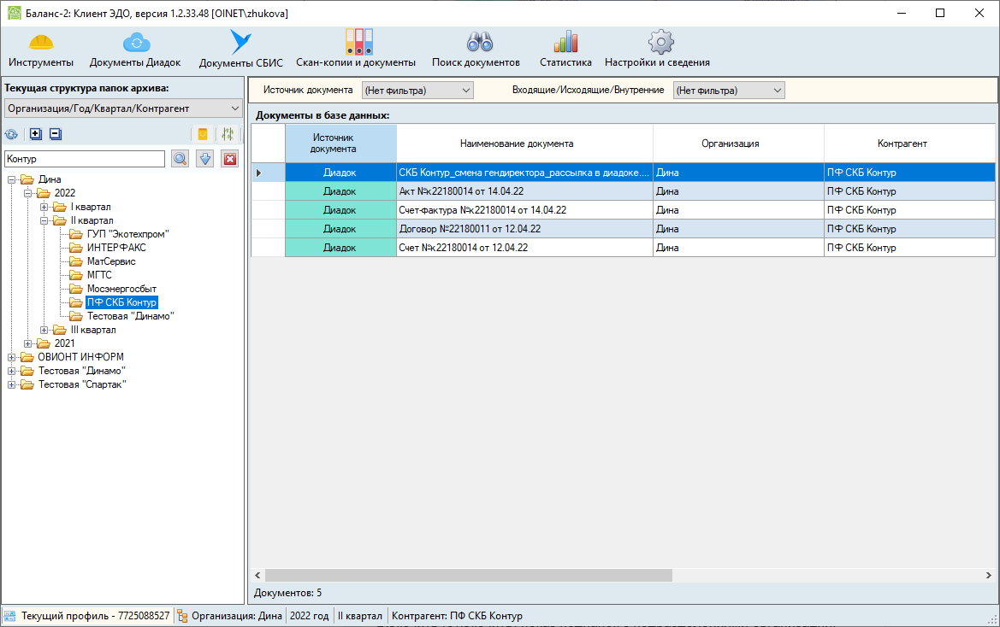 Баланс-2: Клиент ЭДО, версия 1.2.33.48 [OINET\zhukova]
Инструменты
Документы Диадок
Документы СБИС
Скан-копии и документы
Поиск документов
Статистика
Настройки и сведения
Текущая структура папок архива:
Организация/Год/Квартал/Контрагент
Контур
Дина
2022
I квартал
II квартал
ГУП "Экотехпром"
ИНТЕРФАКС
МатСервис
МГТС
Мосэнергосбыт
ПФ СКБ Контур
Тестовая "Динамо"
III квартал
2021
ОВИОНТ ИНФОРМ
Тестовая "Динамо"
Тестовая "Спартак"
Источник документа (Нет фильтра) Входящие/Исходящие/Внутренние (Нет фильтра)
Документы в базе данных:
Источник
документа
Наименование документа
Организация
Контрагент
Диадок СКБ Контур_смена гендиректора_рассылка в диадоке.... Дина ПФ СКБ Контур
Диадок Акт №к22180014 от 14.04.22 Дина ПФ СКБ Контур
Диадок Счет-фактура №к22180014 от 14.04.22 Дина ПФ СКБ Контур
Диадок Договор №22180011 от 12.04.22 Дина ПФ СКБ Контур
Диадок Счет №к22180014 от 12.04.22 Дина ПФ СКБ Контур
Документов: 5
Текущий профиль - 7725088527 Организация: Дина 2022 год II квартал Контрагент: ПФ СКБ Контур